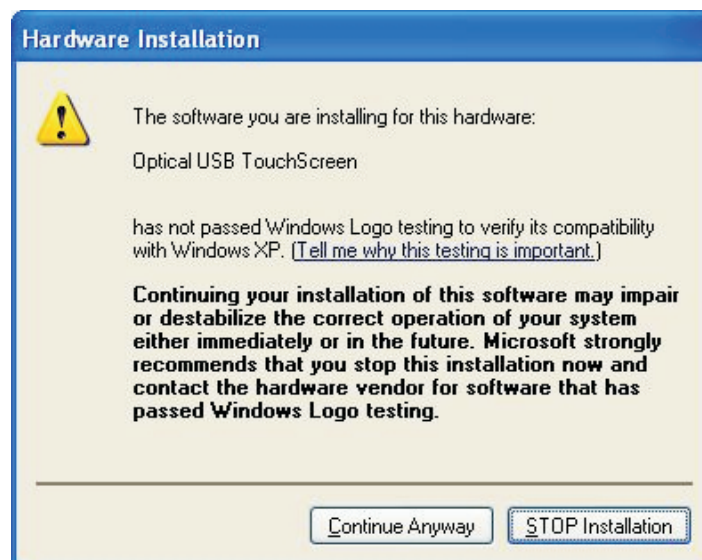 Hardware Installation
The software you are installing for this hardware:
Optical USB TouchScreen
has not passed Windows Logo testing to verify its compatibility
with Windows XP. (Tell me why this testing is important.)
Continuing your installation of this software may impair
or destabilize the correct operation of your system
either immediately or in the future. Microsoft strongly
recommends that you stop this installation now and
contact the hardware vendor for software that has
passed Windows Logo testing.
Continue Anyway
STOP Installation